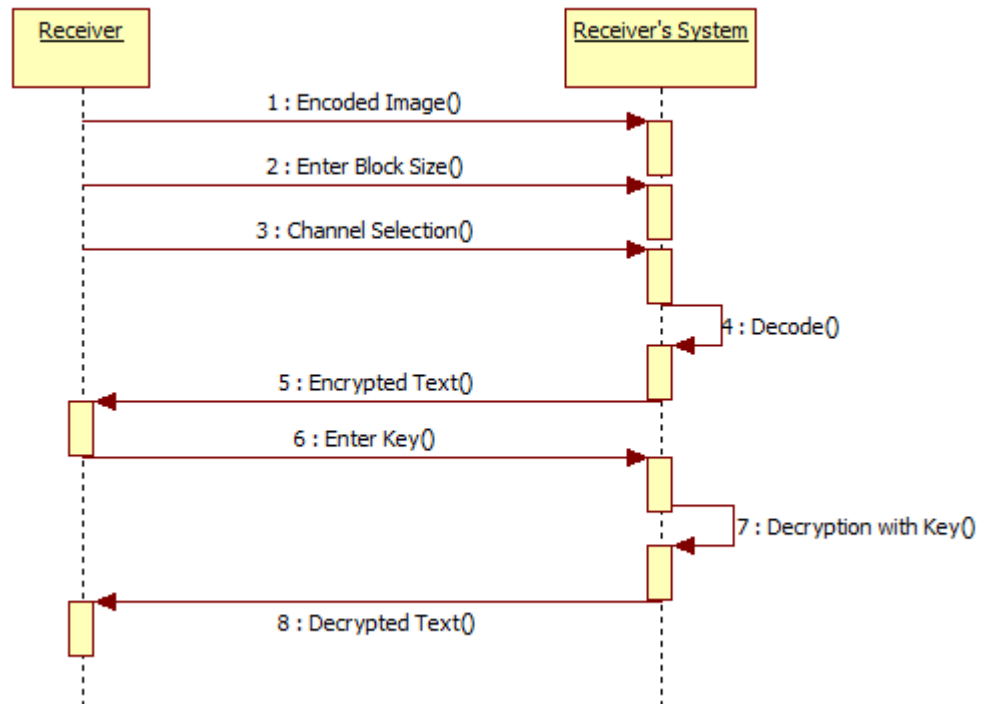 Receiver
Receiver's System
1 : Encoded Image()
2 : Enter Block Size()
3 : Channel Selection()
4 : Decode()
5 : Encrypted Text()
6 : Enter Key()
7 : Decryption with Key()
8 : Decrypted Text()